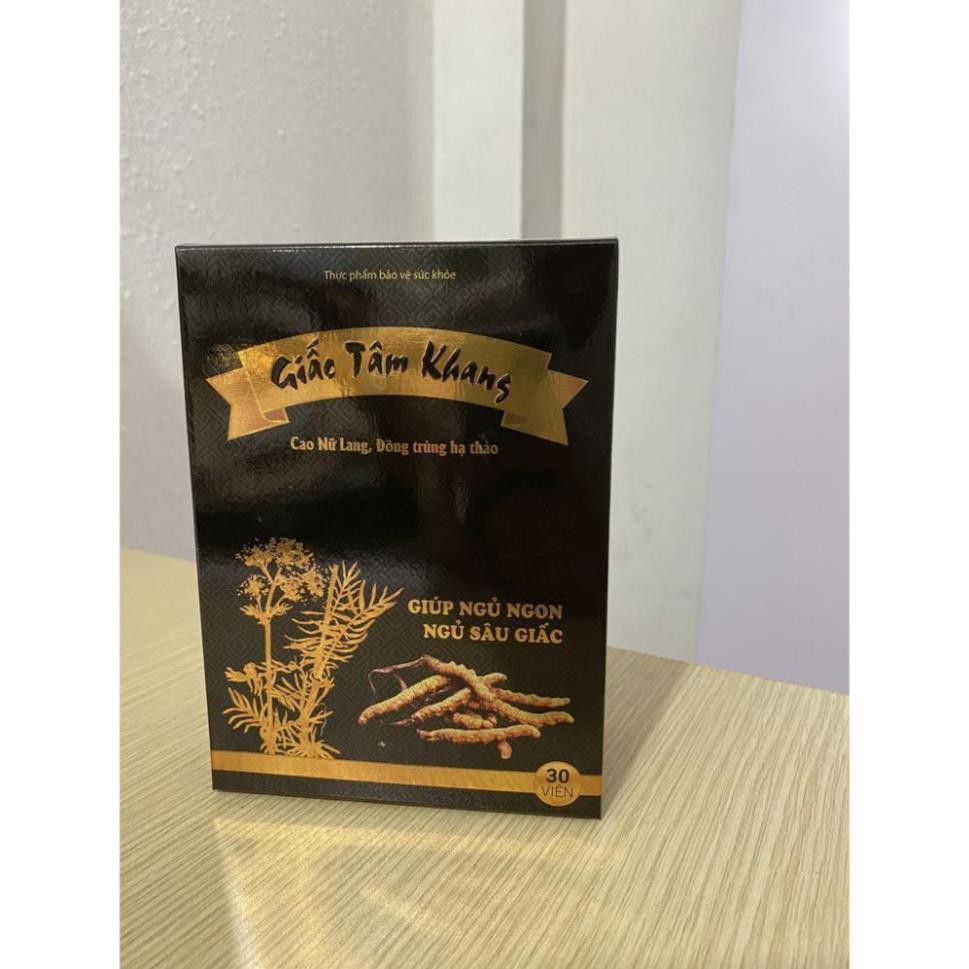 Thực phẩm bảo vệ sức khỏe
Giấc Tâm Khang
Cao Nữ Lang, Đông trùng hạ thảo
GIÚP NGỦ NGON
NGỦ SÂU GIẤC
30
VIÊN